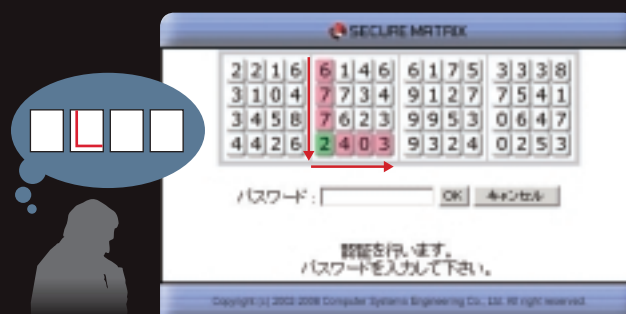 SECURE MATRIX
2216 6146 6175 3338
3104 7734 9127 7541
3458 7623 9953 0647
4426 2403 9324 0253
パスワード: OK キャンセル
認証を行います。
パスワードを入力して下さい。
Copyright (c) 2002-2008 Computer Systems Engineering Co., Ltd. All right reserved.